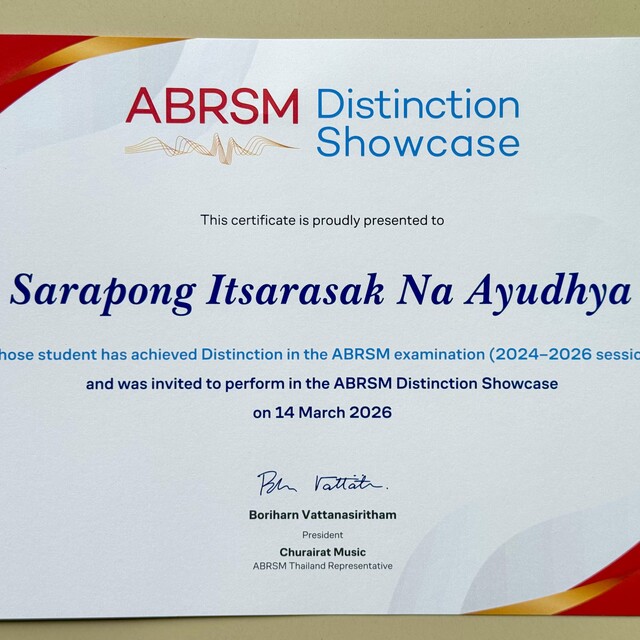 ABRSM Distinction
Showcase
This certificate is proudly presented to
Sarapong Itsarasak Na Ayudhya
hose student has achieved Distinction in the ABRSM examination (2024–2026 sessio
and was invited to perform in the ABRSM Distinction Showcase
on 14 March 2026
Boriharn Vattanasiritham
President
Churairat Music
ABRSM Thailand Representative